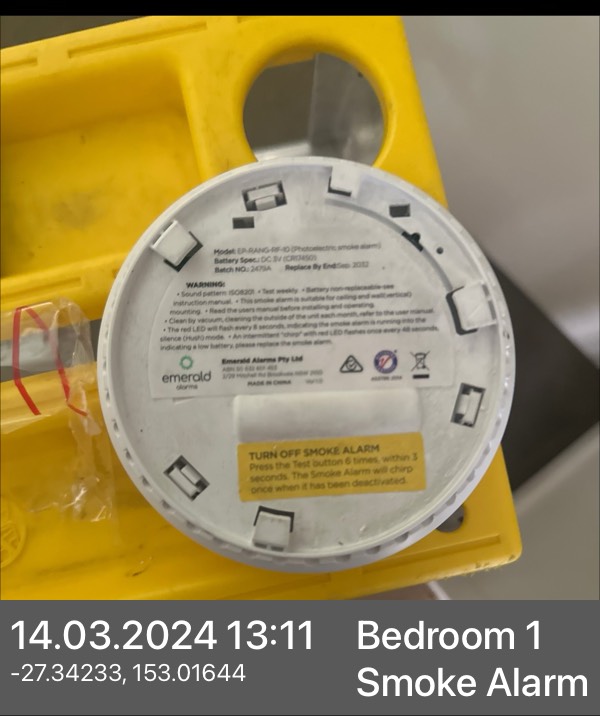 Model: EP-RANG-RF-10 (Photoelectric smoke alarm)
Battery Spec.: DC 3V (CR17450)
Batch NO.: 2419A Replace By End: Sep. 2032
WARNING:
• Sound pattern: ISO8201. • Test weekly. • Battery non-replaceable-see
instruction manual. • This smoke alarm is suitable for ceiling and wall(vertical)
mounting. • Read the users manual before installing and operating.
• Clean by vacuum, cleaning the outside of the unit each month, refer to the user manual.
• The red LED will flash every 8 seconds, indicating the smoke alarm is running into the
silence (Hush) mode. • An intermittent "chirp" with red LED flashes once every 48 seconds,
indicating a low battery, please replace the smoke alarm.
emerald
alarms
Emerald Alarms Pty Ltd
MADE IN CHINA
TURN OFF SMOKE ALARM
Press the Test button 6 times, within 3
seconds. The Smoke Alarm will chirp
once when it has been deactivated.
14.03.2024 13:11
-27.34233, 153.01644
Bedroom 1
Smoke Alarm